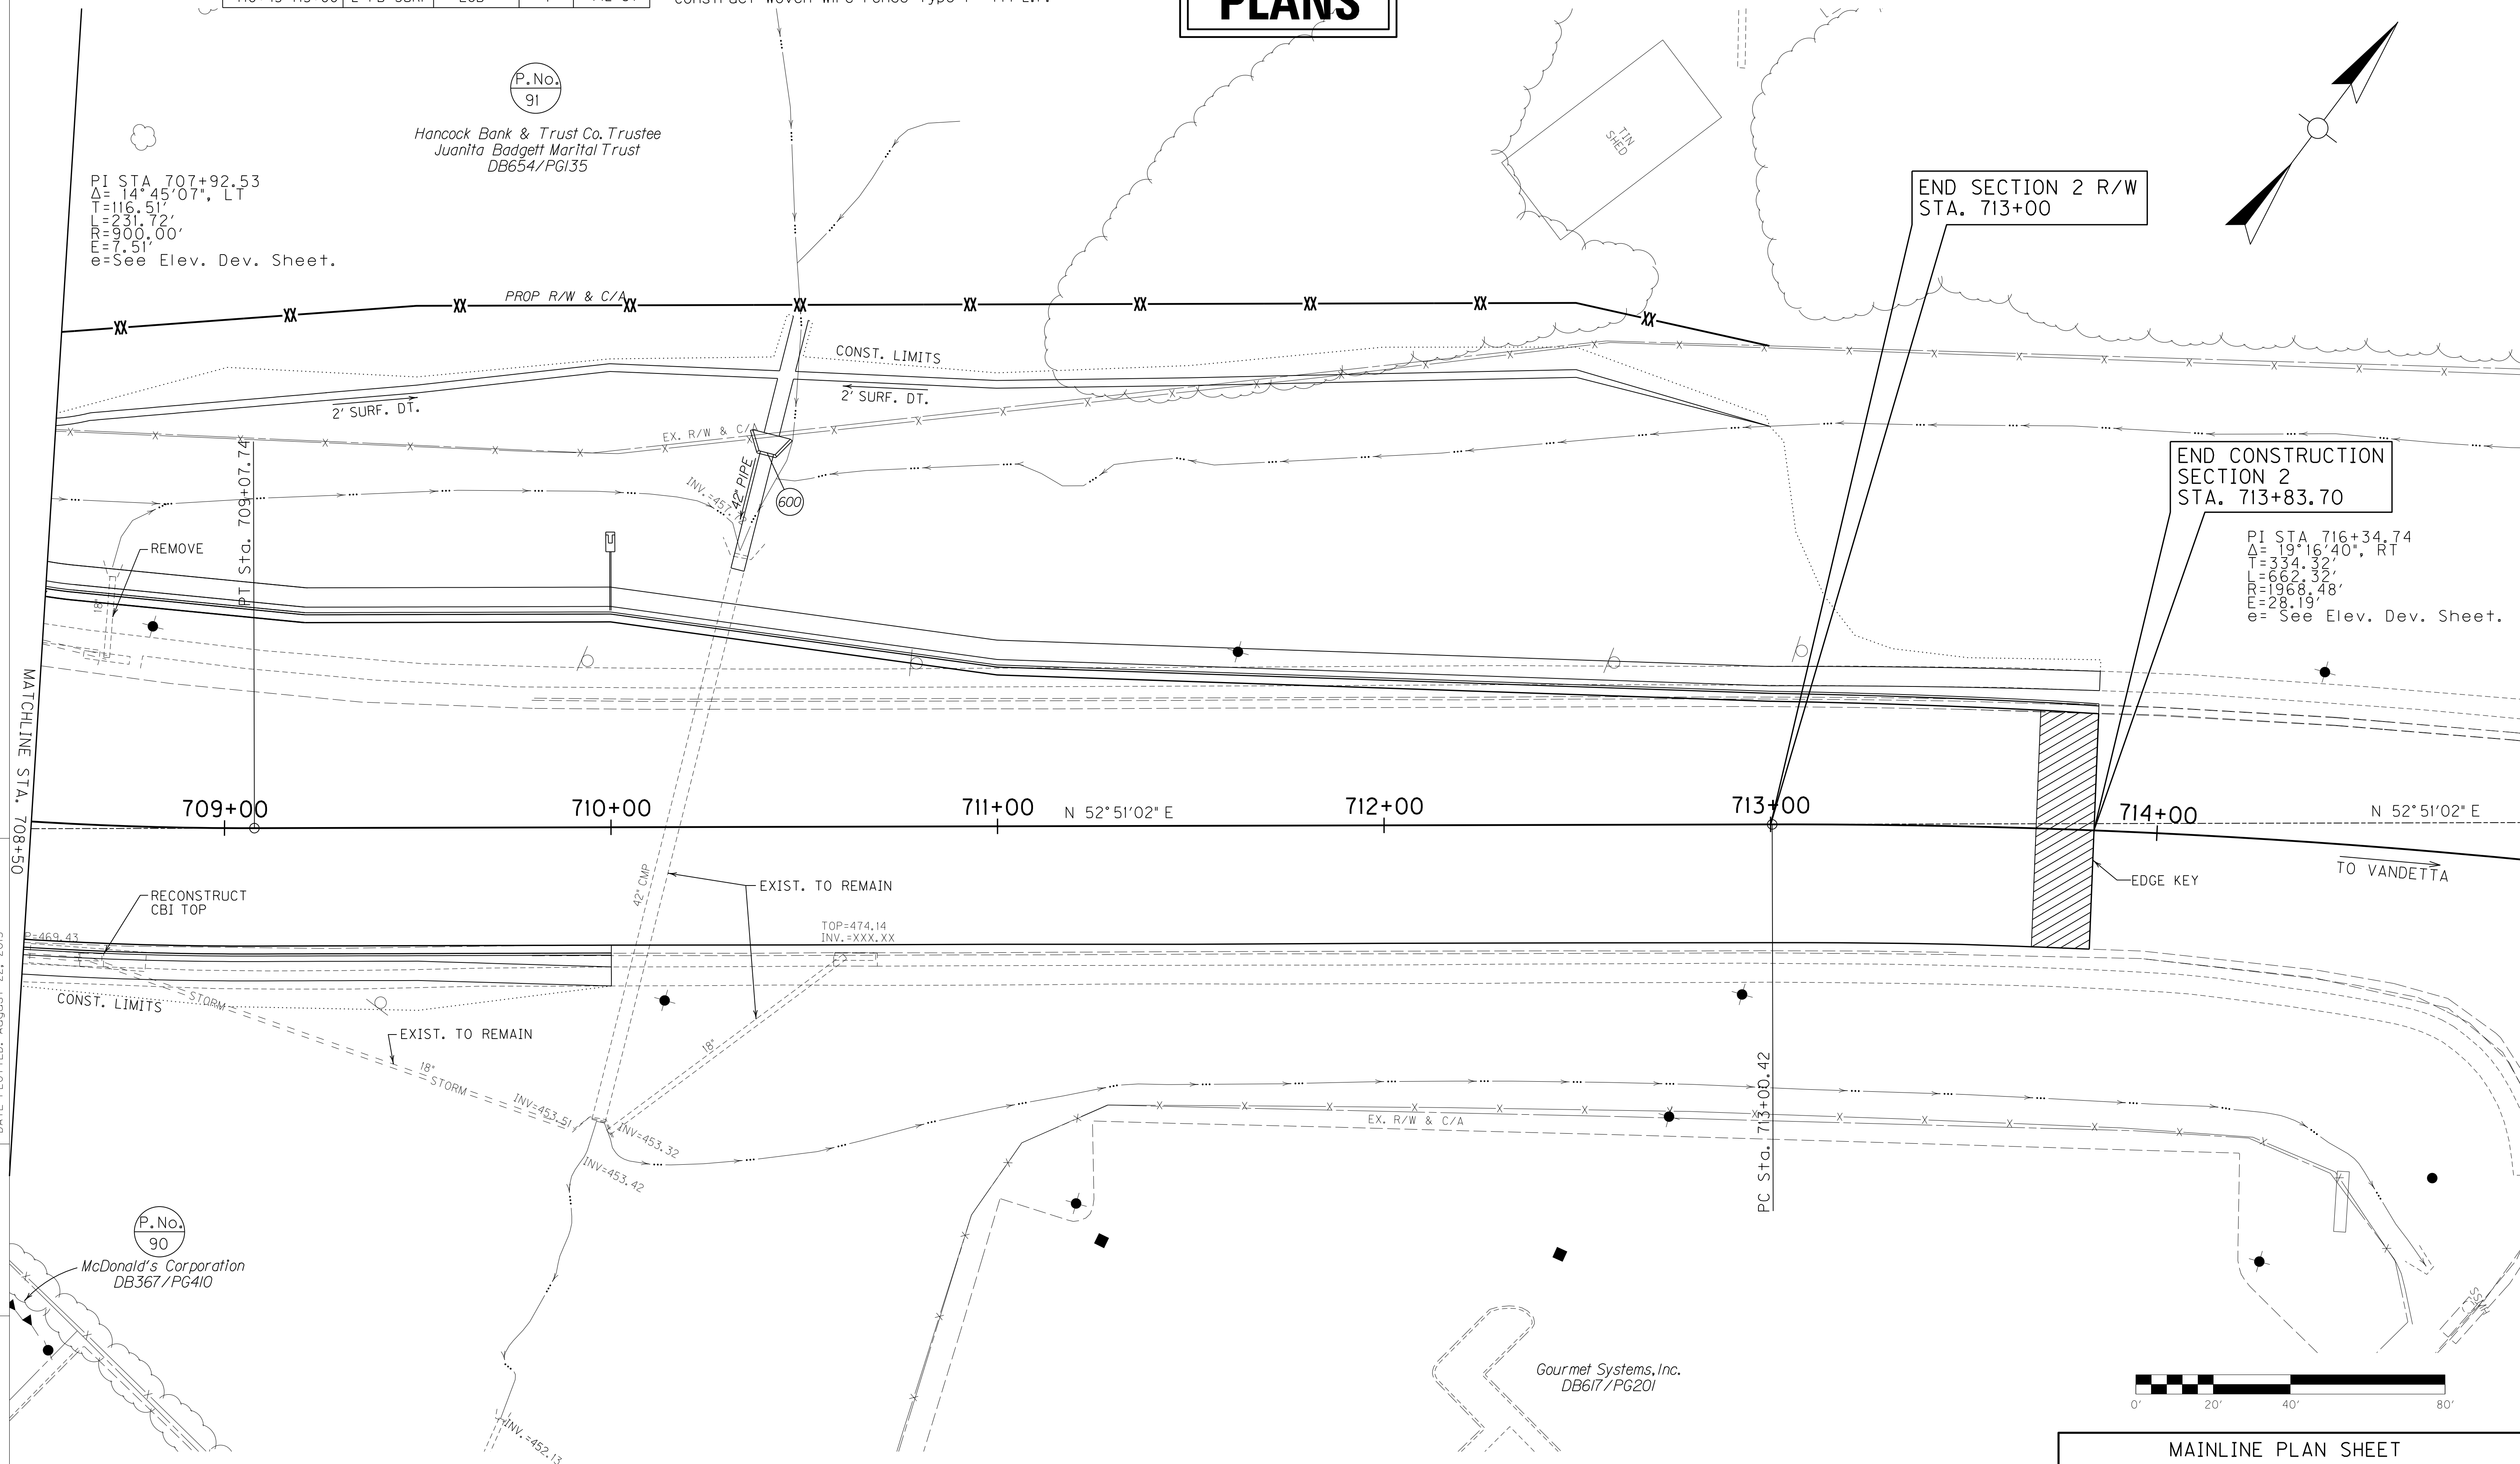 PLANS
P.No.
91
Hancock Bank & Trust Co. Trustee
Juanita Badgett Marital Trust
DB654/PG135
PI STA 707+92.53
Δ= 14°45'07", LT
T=116.51'
L=231.72'
R=900.00'
E=7.51'
e=See Elev. Dev. Sheet.
TIN
SHED
END SECTION 2 R/W
STA. 713+00
PROP R/W & C/A
CONST. LIMITS
2' SURF. DT.
2' SURF. DT.
EX. R/W & C/A
PT Sta. 709+07.74
42" PIPE
600
REMOVE
18"
END CONSTRUCTION
SECTION 2
STA. 713+83.70
PI STA 716+34.74
Δ= 19°16'40", RT
T=334.32'
L=662.32'
R=1968.48'
E=28.19'
e= See Elev. Dev. Sheet.
MATCHLINE STA. 708+50
709+00
710+00
711+00
N 52°51'02" E
712+00
713+00
714+00
N 52°51'02" E
TO VANDETTA
EDGE KEY
42" CMP
EXIST. TO REMAIN
RECONSTRUCT
CBI TOP
TOP=474.14
INV.=XXX.XX
P=469.43
CONST. LIMITS
STORM
EXIST. TO REMAIN
18"
STORM
18"
INV=453.51
INV=453.32
INV=453.42
EX. R/W & C/A
PC Sta. 713+00.42
P.No.
90
McDonald's Corporation
DB367/PG410
INV.=452.13
Gourmet Systems, Inc.
DB617/PG201
0' 20' 40' 80'
MAINLINE PLAN SHEET